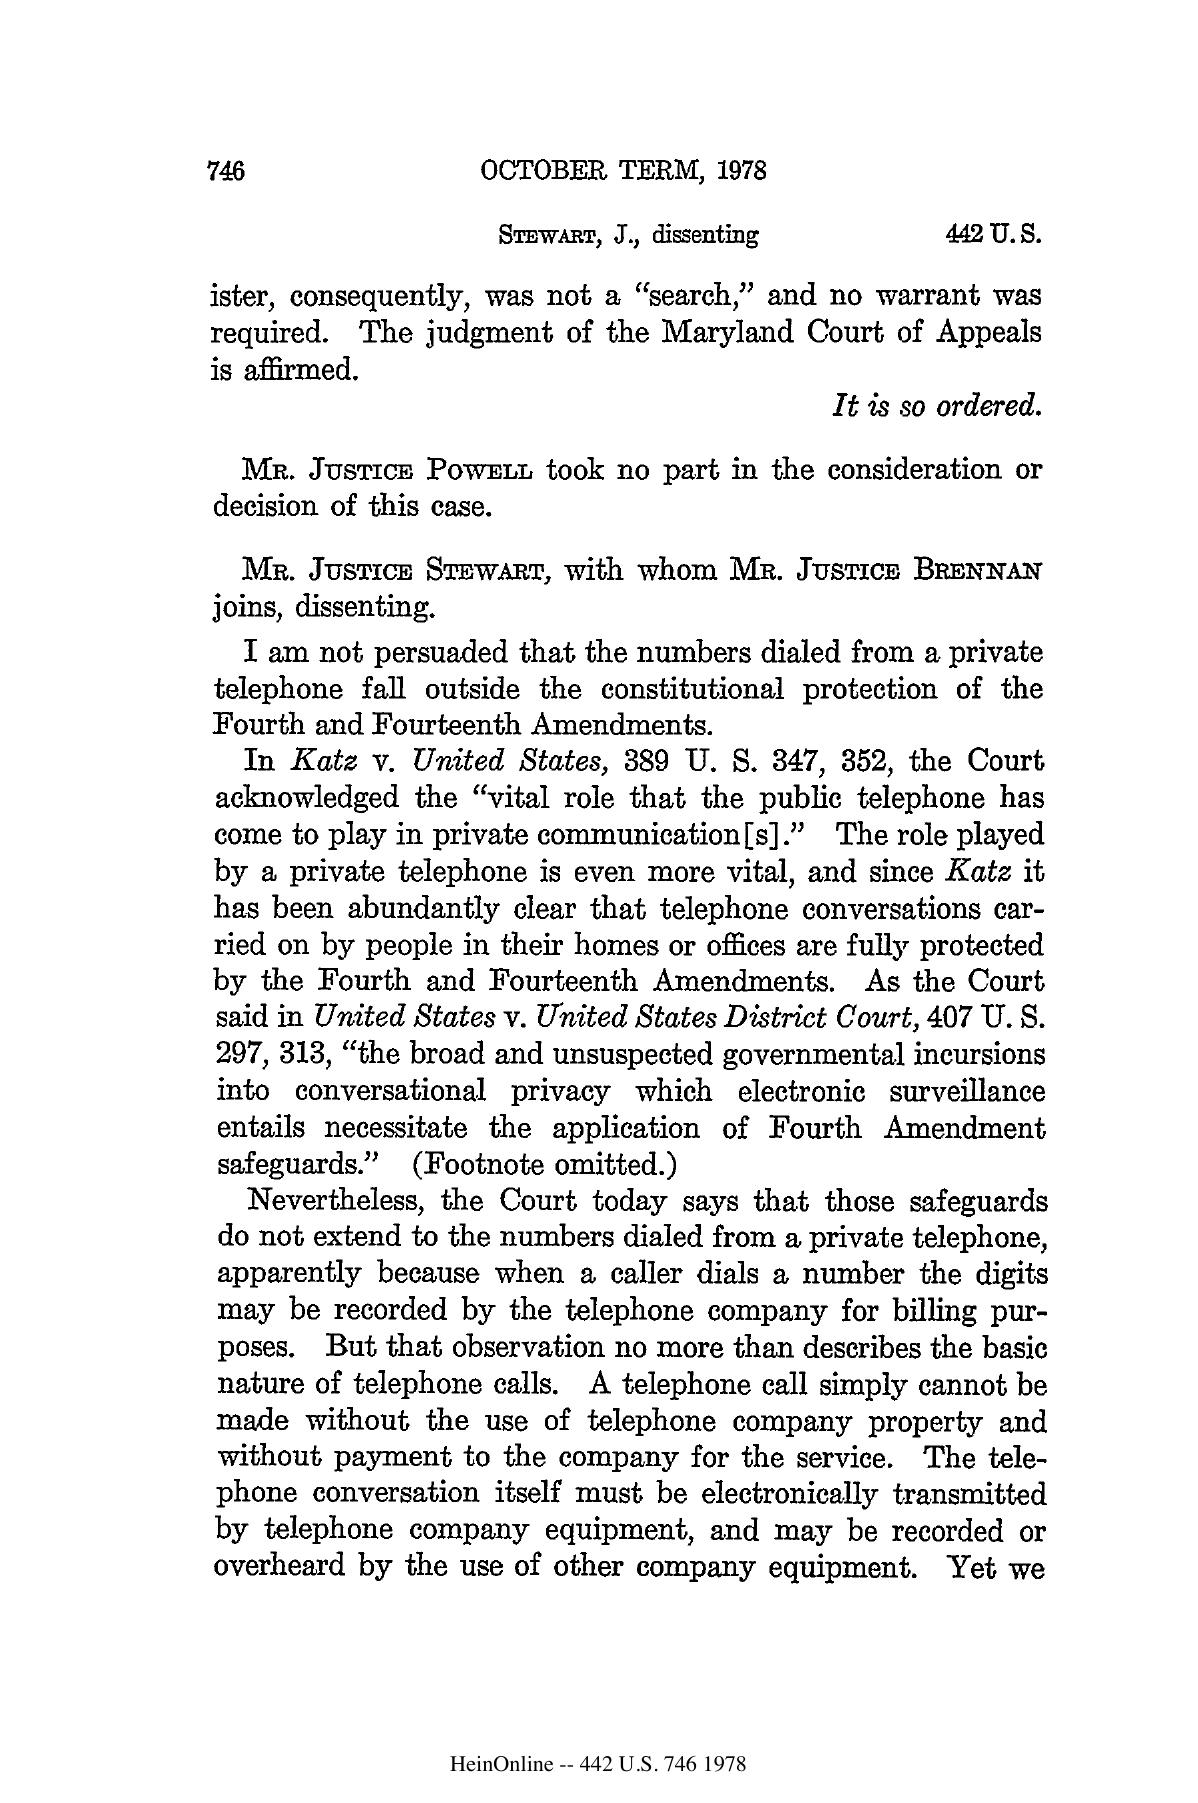 746 OCTOBER TERM, 1978
STEWART, J., dissenting 442 U.S.
ister, consequently, was not a “search,” and no warrant was
required. The judgment of the Maryland Court of Appeals
is affirmed.
It is so ordered.
MR. JUSTICE POWELL took no part in the consideration or
decision of this case.
MR. JUSTICE STEWART, with whom MR. JUSTICE BRENNAN
joins, dissenting.
I am not persuaded that the numbers dialed from a private
telephone fall outside the constitutional protection of the
Fourth and Fourteenth Amendments.
In Katz v. United States, 389 U. S. 347, 352, the Court
acknowledged the “vital role that the public telephone has
come to play in private communication[s].” The role played
by a private telephone is even more vital, and since Katz it
has been abundantly clear that telephone conversations car-
ried on by people in their homes or offices are fully protected
by the Fourth and Fourteenth Amendments. As the Court
said in United States v. United States District Court, 407 U. S.
297, 313, “the broad and unsuspected governmental incursions
into conversational privacy which electronic surveillance
entails necessitate the application of Fourth Amendment
safeguards.” (Footnote omitted.)
Nevertheless, the Court today says that those safeguards
do not extend to the numbers dialed from a private telephone,
apparently because when a caller dials a number the digits
may be recorded by the telephone company for billing pur-
poses. But that observation no more than describes the basic
nature of telephone calls. A telephone call simply cannot be
made without the use of telephone company property and
without payment to the company for the service. The tele-
phone conversation itself must be electronically transmitted
by telephone company equipment, and may be recorded or
overheard by the use of other company equipment. Yet we
HeinOnline -- 442 U.S. 746 1978